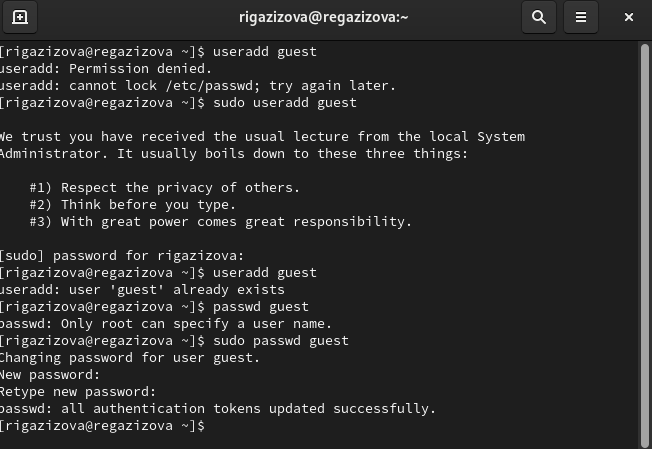 rigazizova@regazizova:~
[rigazizova@regazizova ~]$ useradd guest
useradd: Permission denied.
useradd: cannot lock /etc/passwd; try again later.
[rigazizova@regazizova ~]$ sudo useradd guest
We trust you have received the usual lecture from the local System
Administrator. It usually boils down to these three things:
#1) Respect the privacy of others.
#2) Think before you type.
#3) With great power comes great responsibility.
[sudo] password for rigazizova:
[rigazizova@regazizova ~]$ useradd guest
useradd: user 'guest' already exists
[rigazizova@regazizova ~]$ passwd guest
passwd: Only root can specify a user name.
[rigazizova@regazizova ~]$ sudo passwd guest
Changing password for user guest.
New password:
Retype new password:
passwd: all authentication tokens updated successfully.
[rigazizova@regazizova ~]$